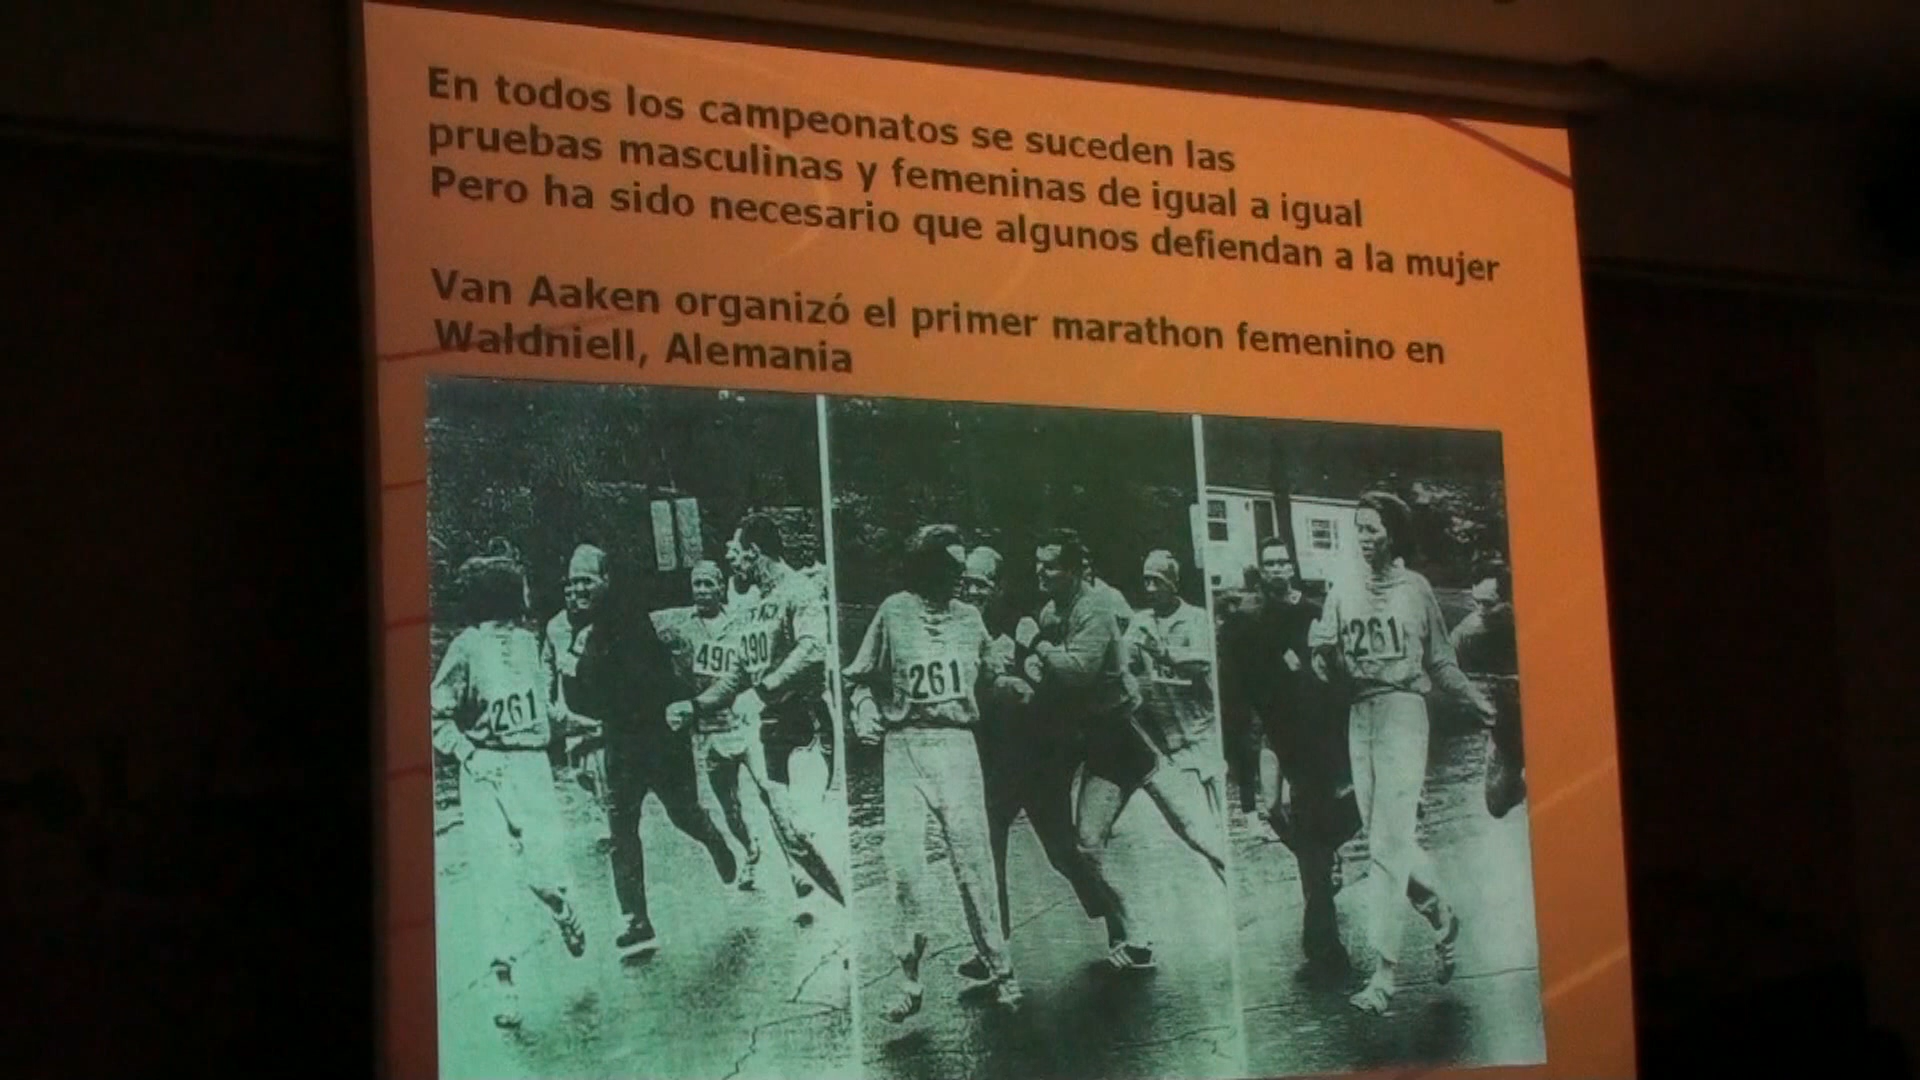 En todos los campeonatos se suceden las
pruebas masculinas y femeninas de igual a igual
Pero ha sido necesario que algunos defiendan a la mujer
Van Aaken organizó el primer marathon femenino en
Waldniell, Alemania
261
490
390
261
261